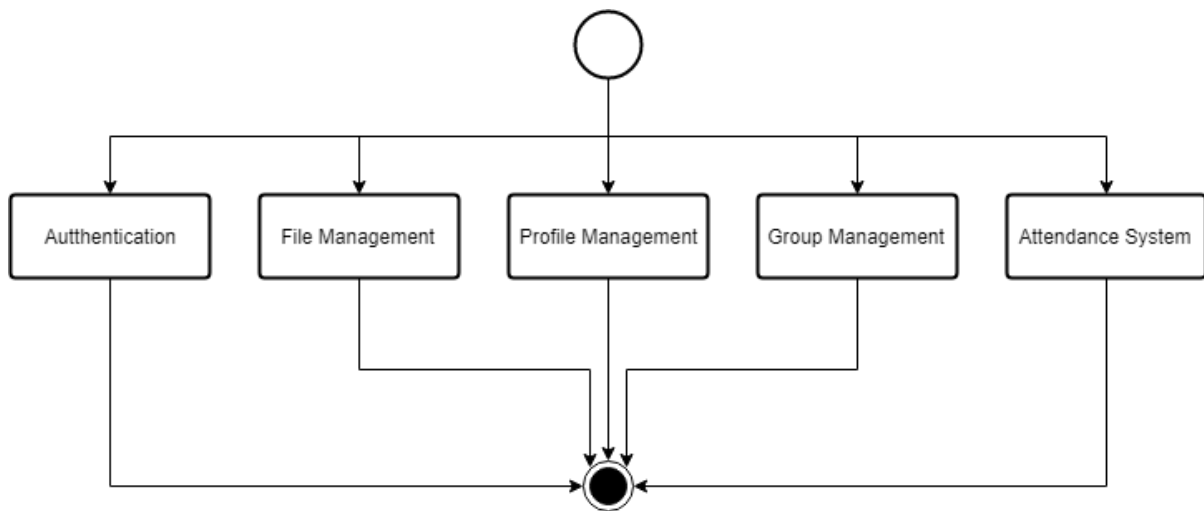 Autthentication
File Management
Profile Management
Group Management
Attendance System